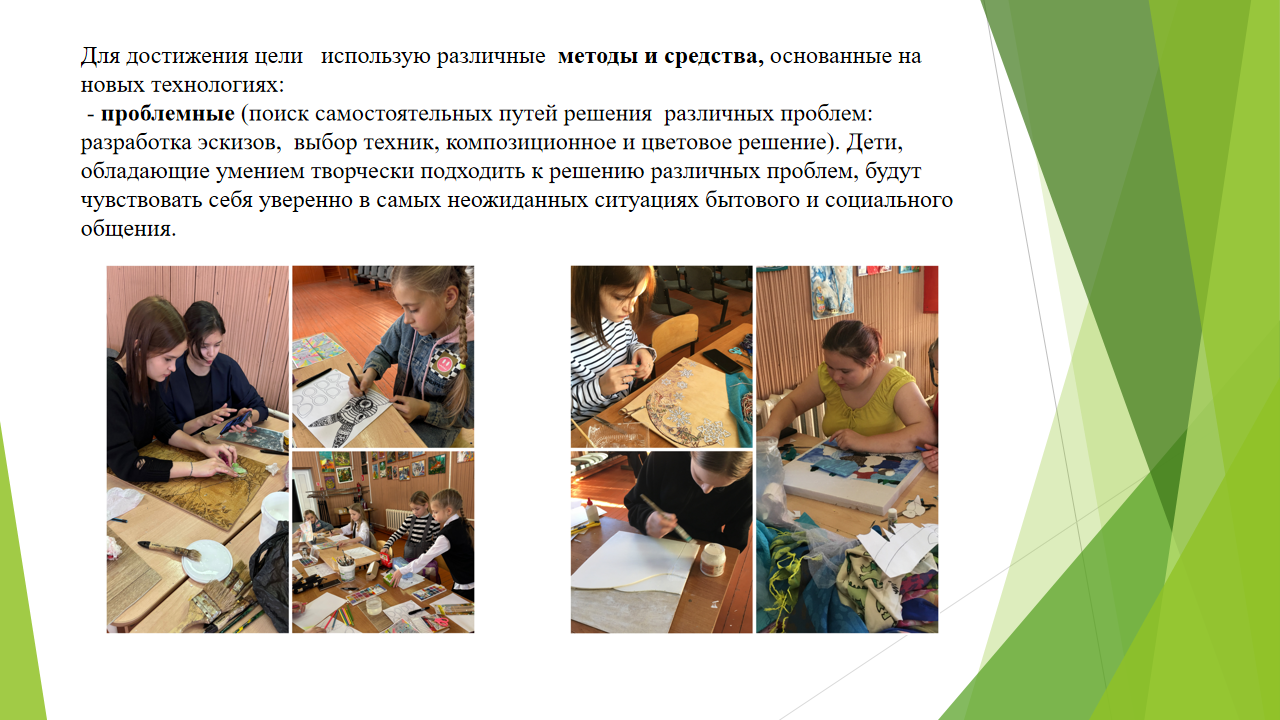 Для достижения цели   использую различные  методы и средства, основанные на
новых технологиях:
 - проблемные (поиск самостоятельных путей решения  различных проблем:
разработка эскизов,  выбор техник, композиционное и цветовое решение). Дети,
обладающие умением творчески подходить к решению различных проблем, будут
чувствовать себя уверенно в самых неожиданных ситуациях бытового и социального
общения.